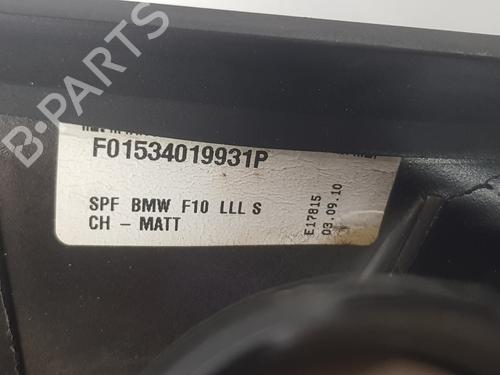 B-PARTS
F01534019931P
SPF BMW F10 LLL S
CH - MATT
E17815
03.09.10